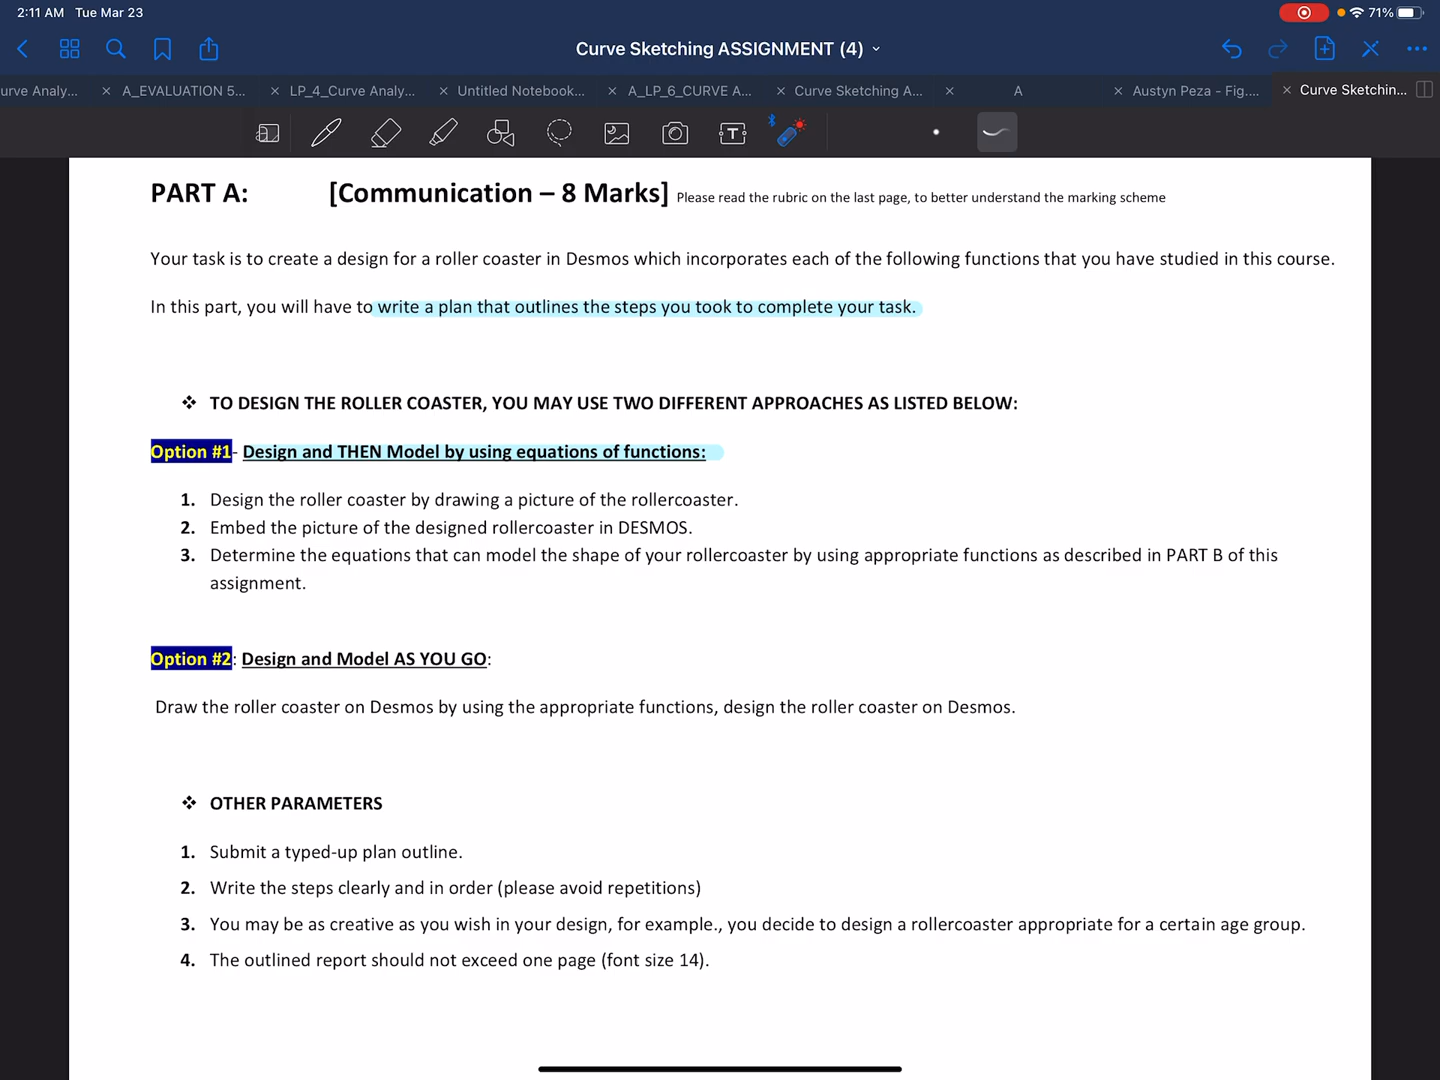 2:11 AM Tue Mar 23
71%
Curve Sketching ASSIGNMENT (4)
urve Analy...
A_EVALUATION 5...
LP_4_Curve Analy...
Untitled Notebook...
A_LP_6_CURVE A...
Curve Sketching A...
A
Austyn Peza - Fig....
Curve Sketchin...
T
PART A: [Communication – 8 Marks] Please read the rubric on the last page, to better understand the marking scheme
Your task is to create a design for a roller coaster in Desmos which incorporates each of the following functions that you have studied in this course.
In this part, you will have to write a plan that outlines the steps you took to complete your task.
❖ TO DESIGN THE ROLLER COASTER, YOU MAY USE TWO DIFFERENT APPROACHES AS LISTED BELOW:
Option #1- Design and THEN Model by using equations of functions:
1. Design the roller coaster by drawing a picture of the rollercoaster.
2. Embed the picture of the designed rollercoaster in DESMOS.
3. Determine the equations that can model the shape of your rollercoaster by using appropriate functions as described in PART B of this
assignment.
Option #2: Design and Model AS YOU GO:
Draw the roller coaster on Desmos by using the appropriate functions, design the roller coaster on Desmos.
❖ OTHER PARAMETERS
1. Submit a typed-up plan outline.
2. Write the steps clearly and in order (please avoid repetitions)
3. You may be as creative as you wish in your design, for example., you decide to design a rollercoaster appropriate for a certain age group.
4. The outlined report should not exceed one page (font size 14).